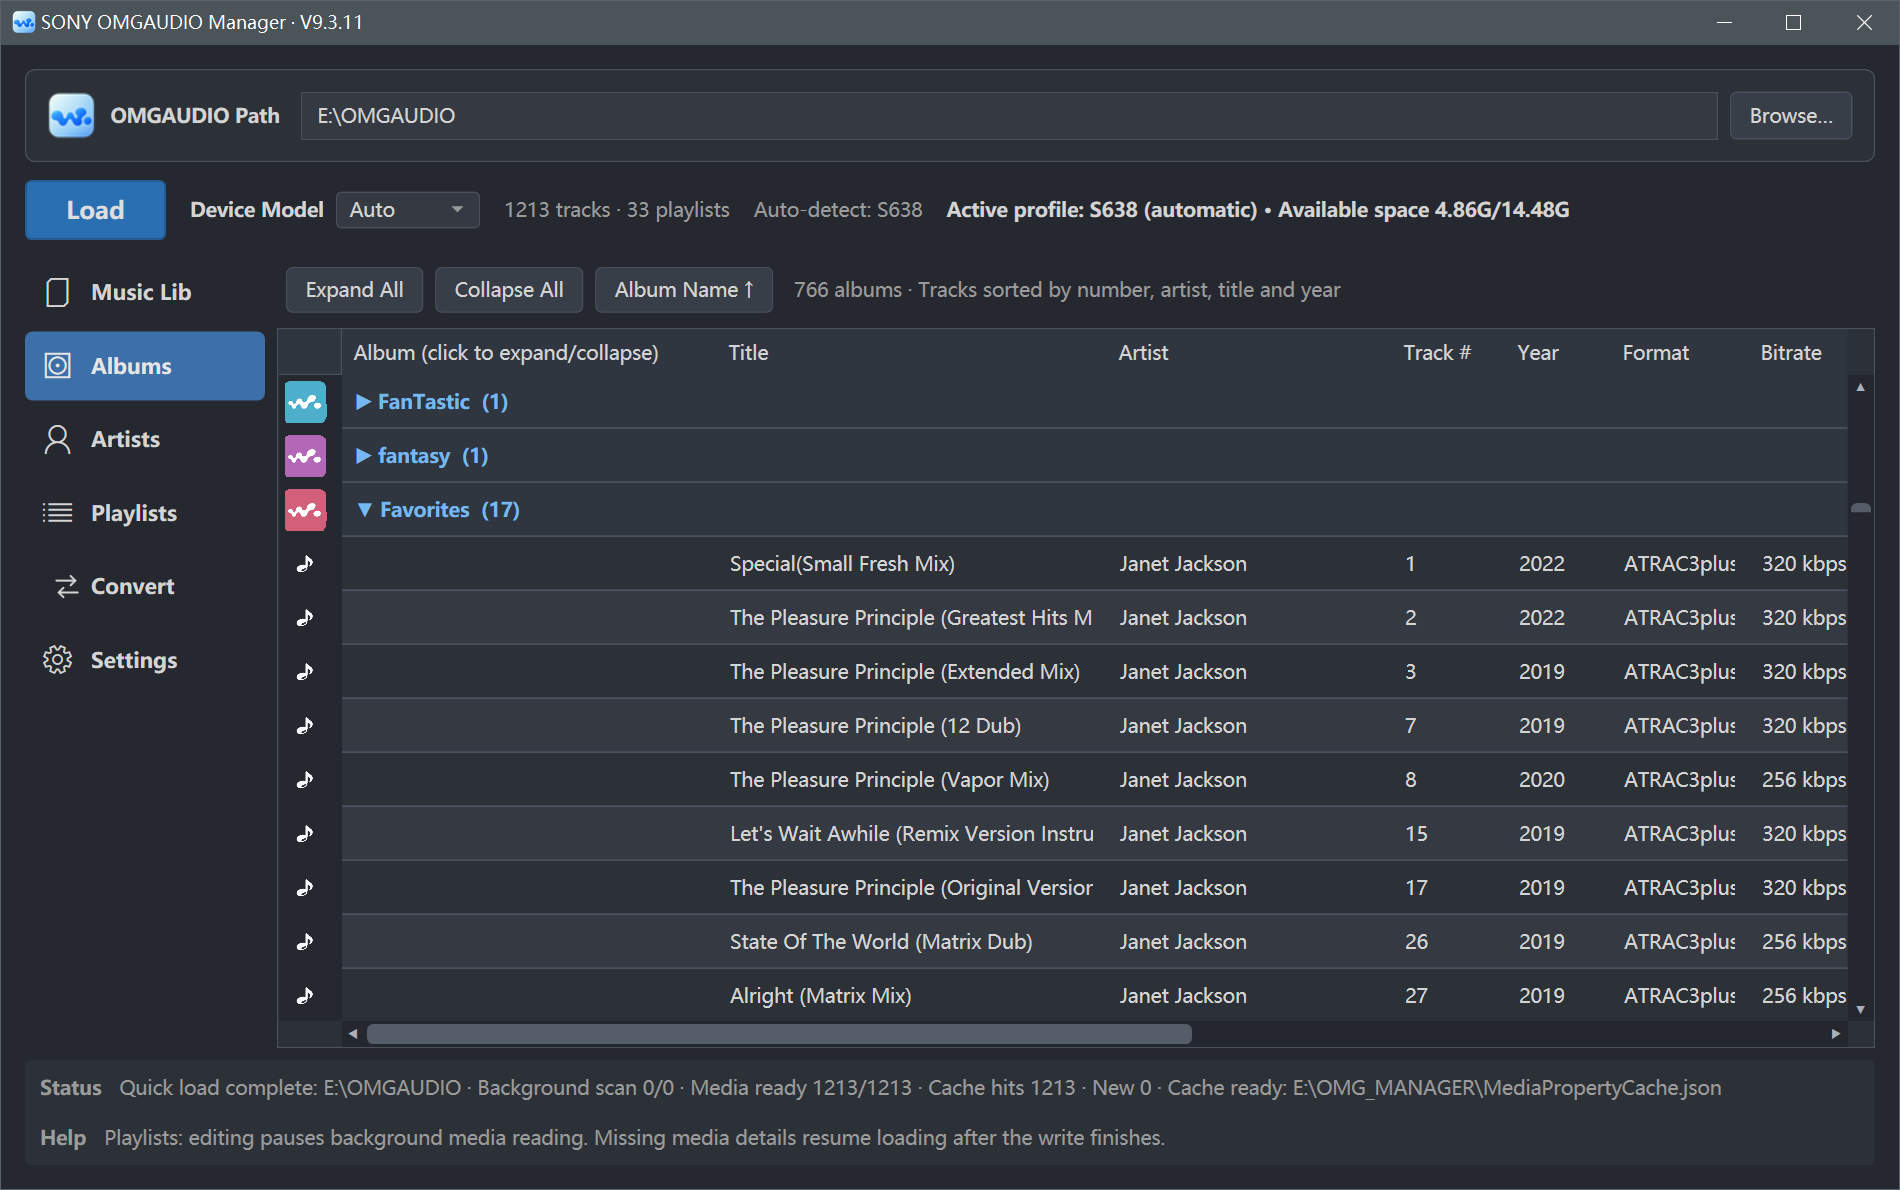 SONY OMGAUDIO Manager · V9.3.11
OMGAUDIO Path E:\OMGAUDIO Browse...
Load Device Model Auto 1213 tracks · 33 playlists Auto-detect: S638 Active profile: S638 (automatic) • Available space 4.86G/14.48G
Music Lib
Albums
Artists
Playlists
Convert
Settings
Expand All Collapse All Album Name ↑ 766 albums · Tracks sorted by number, artist, title and year
Album (click to expand/collapse) Title Artist Track # Year Format Bitrate
▶ FanTastic (1)
▶ fantasy (1)
▼ Favorites (17)
Special(Small Fresh Mix) Janet Jackson 1 2022 ATRAC3plus 320 kbps
The Pleasure Principle (Greatest Hits M Janet Jackson 2 2022 ATRAC3plus 320 kbps
The Pleasure Principle (Extended Mix) Janet Jackson 3 2019 ATRAC3plus 320 kbps
The Pleasure Principle (12 Dub) Janet Jackson 7 2019 ATRAC3plus 320 kbps
The Pleasure Principle (Vapor Mix) Janet Jackson 8 2020 ATRAC3plus 256 kbps
Let's Wait Awhile (Remix Version Instru Janet Jackson 15 2019 ATRAC3plus 320 kbps
The Pleasure Principle (Original Version Janet Jackson 17 2019 ATRAC3plus 320 kbps
State Of The World (Matrix Dub) Janet Jackson 26 2019 ATRAC3plus 256 kbps
Alright (Matrix Mix) Janet Jackson 27 2019 ATRAC3plus 256 kbps
Status Quick load complete: E:\OMGAUDIO · Background scan 0/0 · Media ready 1213/1213 · Cache hits 1213 · New 0 · Cache ready: E:\OMG_MANAGER\MediaPropertyCache.json
Help Playlists: editing pauses background media reading. Missing media details resume loading after the write finishes.